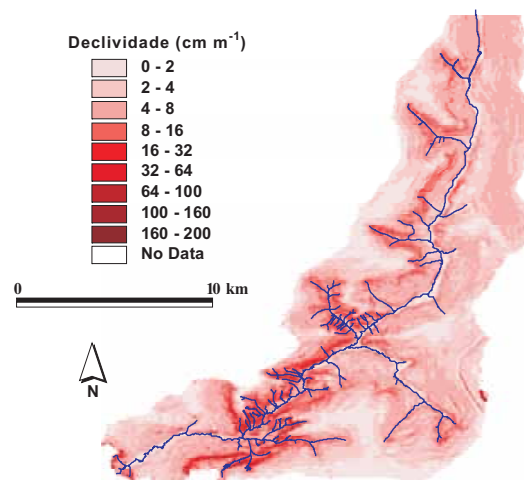 Declividade (cm m-1)
0 - 2
2 - 4
4 - 8
8 - 16
16 - 32
32 - 64
64 - 100
100 - 160
160 - 200
No Data
0 10 km
N